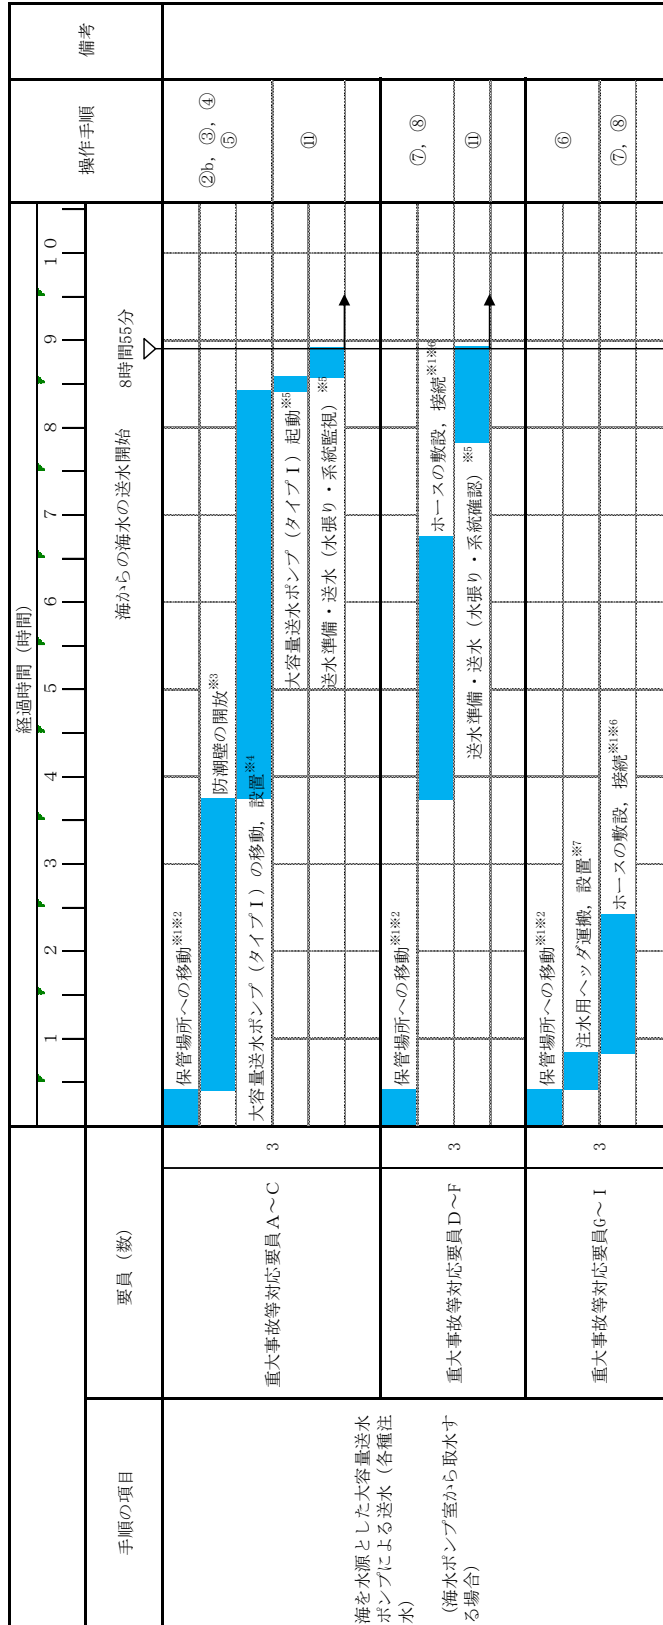 手順の項目
要員（数）
経過時間（時間）
1 2 3 4 5 6 7 8 9 10
操作手順
備考
海からの海水の送水開始 8時間55分
海を水源とした大容量送水
ポンプによる送水（各種注
水）
（海水ポンプ室から取水す
る場合）
重大事故等対応要員A～C
3
保管場所への移動※1※2
防潮壁の開放※3
大容量送水ポンプ（タイプⅠ）の移動，設置※4
大容量送水ポンプ（タイプⅠ）起動※5
送水準備・送水（水張り・系統監視）※5
②b，③，④
⑤
⑪
重大事故等対応要員D～F
3
保管場所への移動※1※2
ホースの敷設，接続※1※6
送水準備・送水（水張り・系統確認）※5
⑦，⑧
⑪
重大事故等対応要員G～I
3
保管場所への移動※1※2
注水用ヘッダ運搬，設置※7
ホースの敷設，接続※1※6
⑥
⑦，⑧